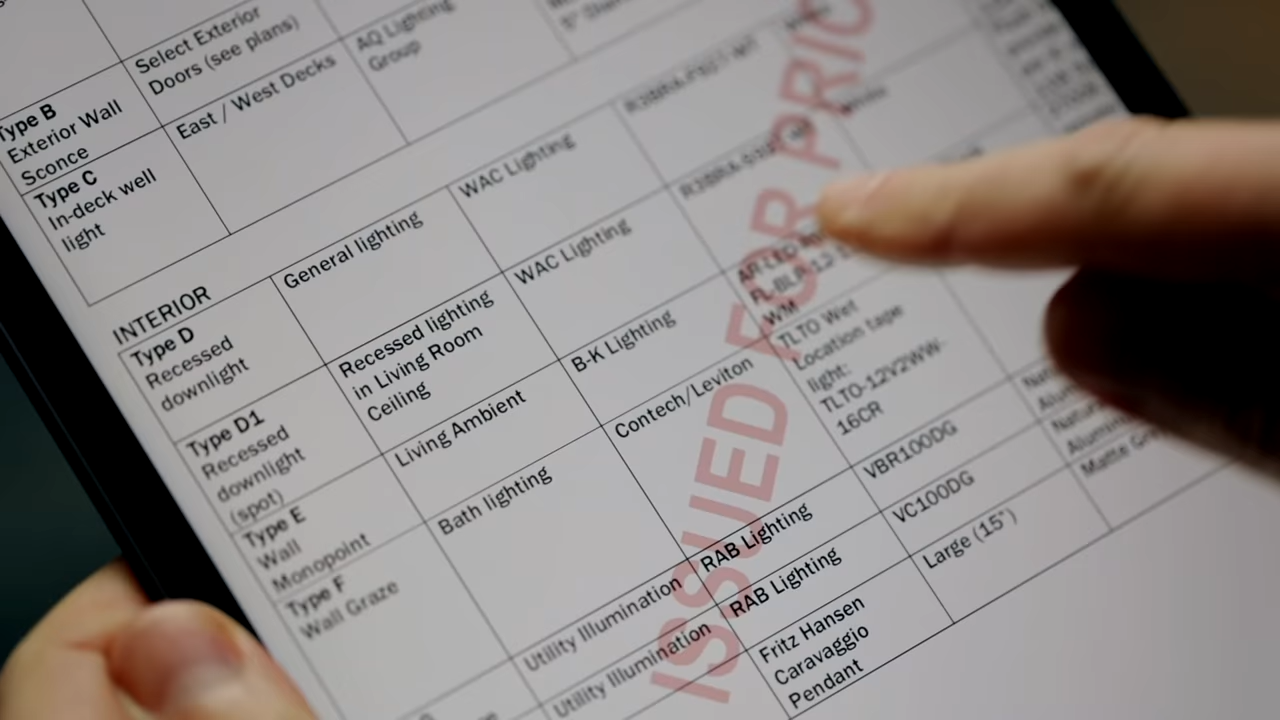 Select Exterior
Doors (see plans)
AQ Lighting
Group
Type B
Exterior Wall
Sconce
East / West Decks
Type C
In-deck well
light
INTERIOR
Type D
Recessed
downlight
General lighting
WAC Lighting
Type D1
Recessed
downlight
(spot)
Recessed lighting
in Living Room
Ceiling
WAC Lighting
Type E
Wall
Monopoint
Living Ambient
B-K Lighting
WM
Type F
Wall Graze
Bath lighting
Contech/Leviton
TLTO Wet
Location tape
light:
TLTO-12V2WW-
16CR
Utility Illumination
RAB Lighting
VBR100DG
Utility Illumination
RAB Lighting
VC100DG
Fritz Hansen
Caravaggio
Pendant
Large (15")
Matte
ISSUED FOR PRIC